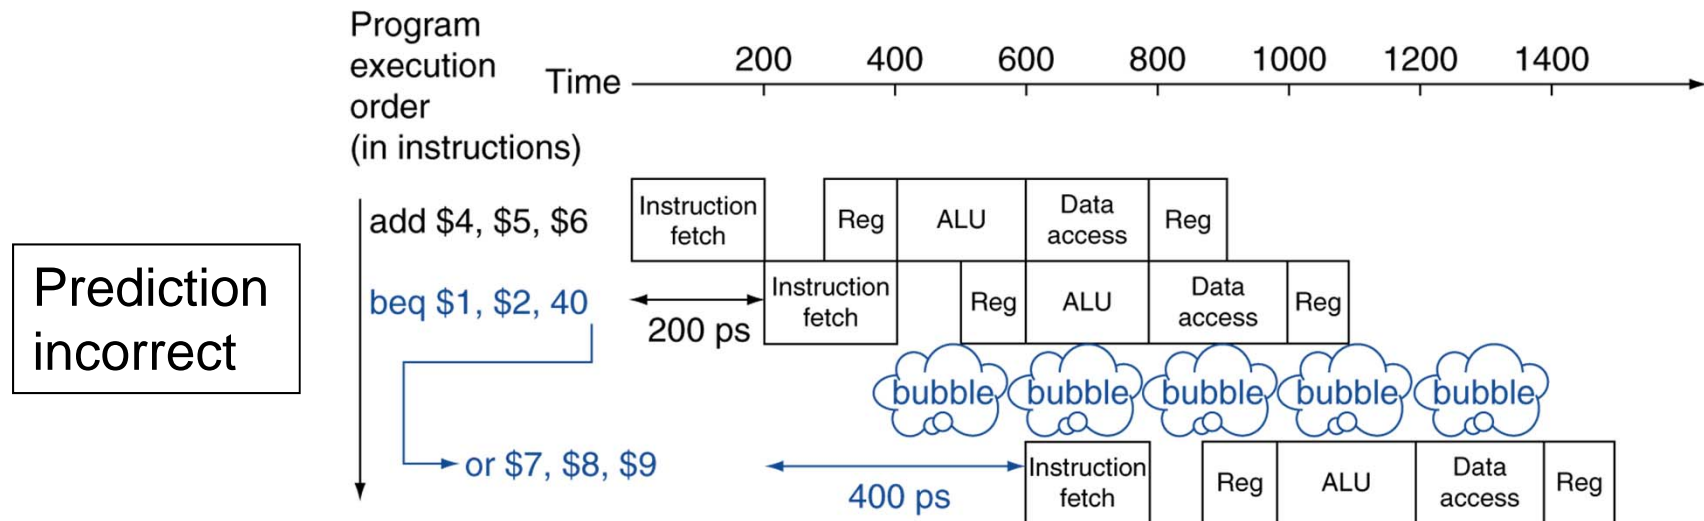 Program
execution
order
(in instructions)
Time
200 400 600 800 1000 1200 1400
add $4, $5, $6
Instruction
fetch
Reg
ALU
Data
access
Reg
Prediction
incorrect
beq $1, $2, 40
200 ps
Instruction
fetch
Reg
ALU
Data
access
Reg
bubble bubble bubble bubble bubble
or $7, $8, $9
400 ps
Instruction
fetch
Reg
ALU
Data
access
Reg